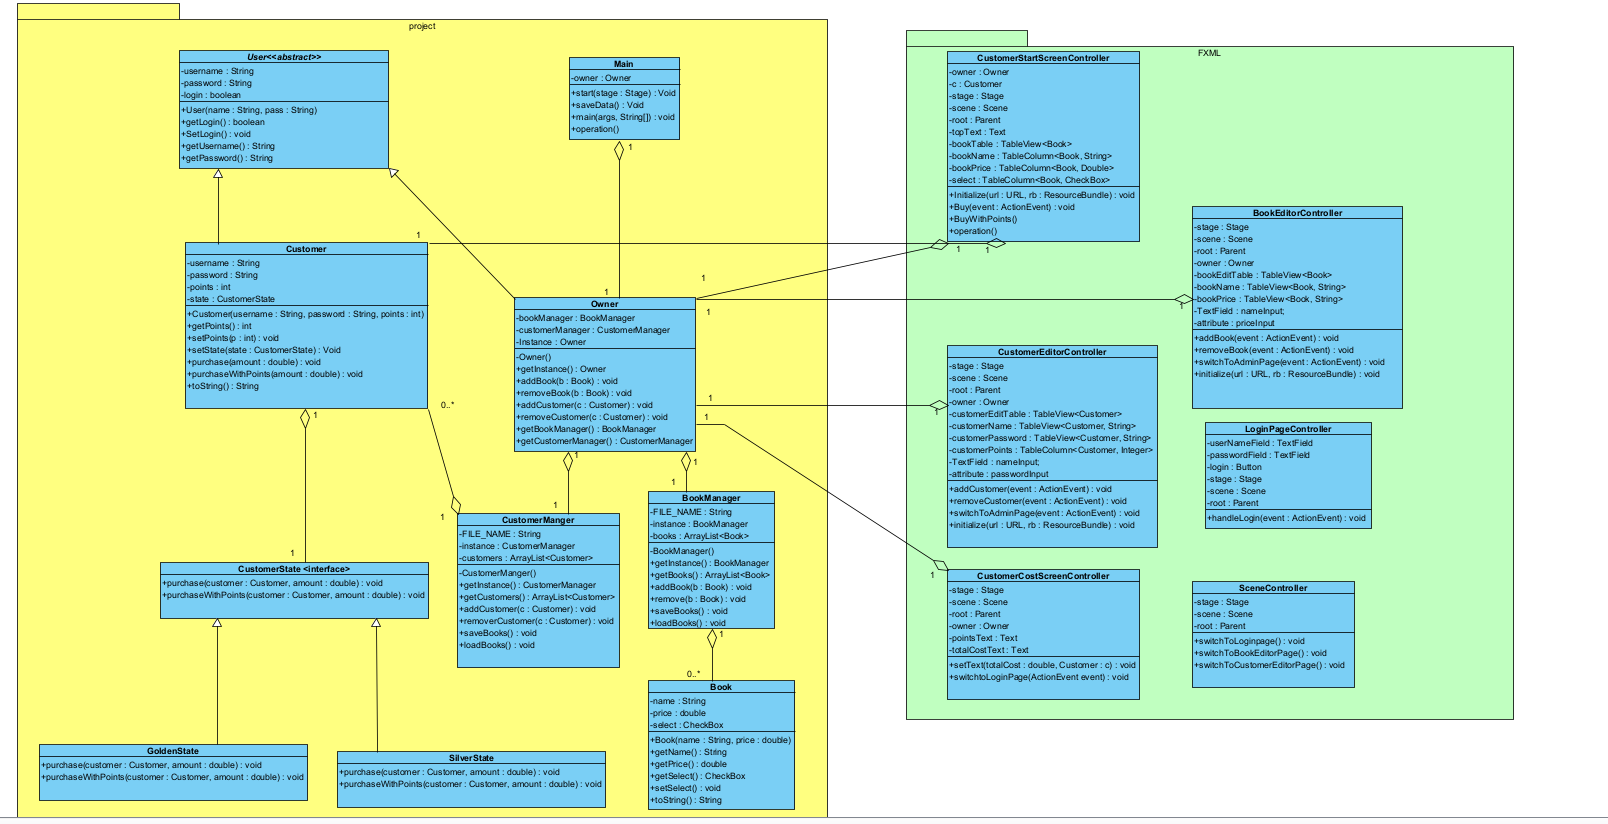 project
User<<abstract>>
-username : String
-password : String
-login : boolean
+User(name : String, pass : String)
+getLogin() : boolean
+SetLogin() : void
+getUsername() : String
+getPassword() : String
Main
-owner : Owner
+start(stage : Stage) : Void
+saveData() : Void
+main(args, String[]) : void
+operation()
1
Customer
-username : String
-password : String
-points : int
-state : CustomerState
+Customer(username : String, password : String, points : int)
+getPoints() : int
+setPoints(p : int) : void
+setState(state : CustomerState) : Void
+purchase(amount : double) : void
+purchaseWithPoints(amount : double) : void
+toString() : String
1
1
0..*
1
1
1
Owner
-bookManager : BookManager
-customerManager : CustomerManager
-Instance : Owner
-Owner()
+getInstance() : Owner
+addBook(b : Book) : void
+removeBook(b : Book) : void
+addCustomer(c : Customer) : void
+removeCustomer(c : Customer) : void
+getBookManager() : BookManager
+getCustomerManager() : CustomerManager
1
1
1
1
1
1
1
CustomerManger
-FILE_NAME : String
-instance : CustomerManager
-customers : ArrayList<Customer>
-CustomerManger()
+getInstance() : CustomerManager
+getCustomers() : ArrayList<Customer>
+addCustomer(c : Customer) : void
+removerCustomer(c : Customer) : void
+saveBooks() : void
+loadBooks() : void
1
BookManager
-FILE_NAME : String
-instance : BookManager
-books : ArrayList<Book>
-BookManager()
+getInstance() : BookManager
+getBooks() : ArrayList<Book>
+addBook(b : Book) : void
+remove(b : Book) : void
+saveBooks() : void
+loadBooks() : void
1
0..*
Book
-name : String
-price : double
-select : CheckBox
+Book(name : String, price : double)
+getName() : String
+getPrice() : double
+getSelect() : CheckBox
+setSelect() : void
+toString() : String
1
CustomerState <interface>
+purchase(customer : Customer, amount : double) : void
+purchaseWithPoints(customer : Customer, amount : double) : void
GoldenState
+purchase(customer : Customer, amount : double) : void
+purchaseWithPoints(customer : Customer, amount : double) : void
SilverState
+purchase(customer : Customer, amount : double) : void
+purchaseWithPoints(customer : Customer, amount : double) : void
FXML
CustomerStartScreenController
-owner : Owner
-c : Customer
-stage : Stage
-scene : Scene
-root : Parent
-topText : Text
-bookTable : TableView<Book>
-bookName : TableColumn<Book, String>
-bookPrice : TableColumn<Book, Double>
-select : TableColumn<Book, CheckBox>
+Initialize(url : URL, rb : ResourceBundle) : void
+Buy(event : ActionEvent) : void
+BuyWithPoints()
+operation()
1
1
BookEditorController
-stage : Stage
-scene : Scene
-root : Parent
-owner : Owner
-bookEditTable : TableView<Book>
-bookName : TableView<Book, String>
-bookPrice : TableView<Book, String>
-TextField : nameInput;
-attribute : priceInput
+addBook(event : ActionEvent) : void
+removeBook(event : ActionEvent) : void
+switchToAdminPage(event: ActionEvent) : void
+initialize(url : URL, rb : ResourceBundle) : void
1
CustomerEditorController
-stage : Stage
-scene : Scene
-root : Parent
-owner : Owner
-customerEditTable : TableView<Customer>
-customerName : TableView<Customer, String>
-customerPassword : TableView<Customer, String>
-customerPoints : TableColumn<Customer, Integer>
-TextField : nameInput;
-attribute : passwordInput
+addCustomer(event : ActionEvent) : void
+removeCustomer(event : ActionEvent) : void
+switchToAdminPage(event : ActionEvent) : void
+initialize(url : URL, rb : ResourceBundle) : void
1
LoginPageController
-userNameField : TextField
-passwordField : TextField
-login : Button
-stage : Stage
-scene : Scene
-root : Parent
+handleLogin(event : ActionEvent) : void
CustomerCostScreenController
-stage : Stage
-scene : Scene
-root : Parent
-owner : Owner
-pointsText : Text
-totalCostText : Text
+setText(totalCost : double, Customer : c) : void
+switchtoLoginPage(ActionEvent event) : void
1
SceneController
-stage : Stage
-scene : Scene
-root : Parent
+switchToLoginpage() : void
+switchToBookEditorPage() : void
+switchToCustomerEditorPage() : void